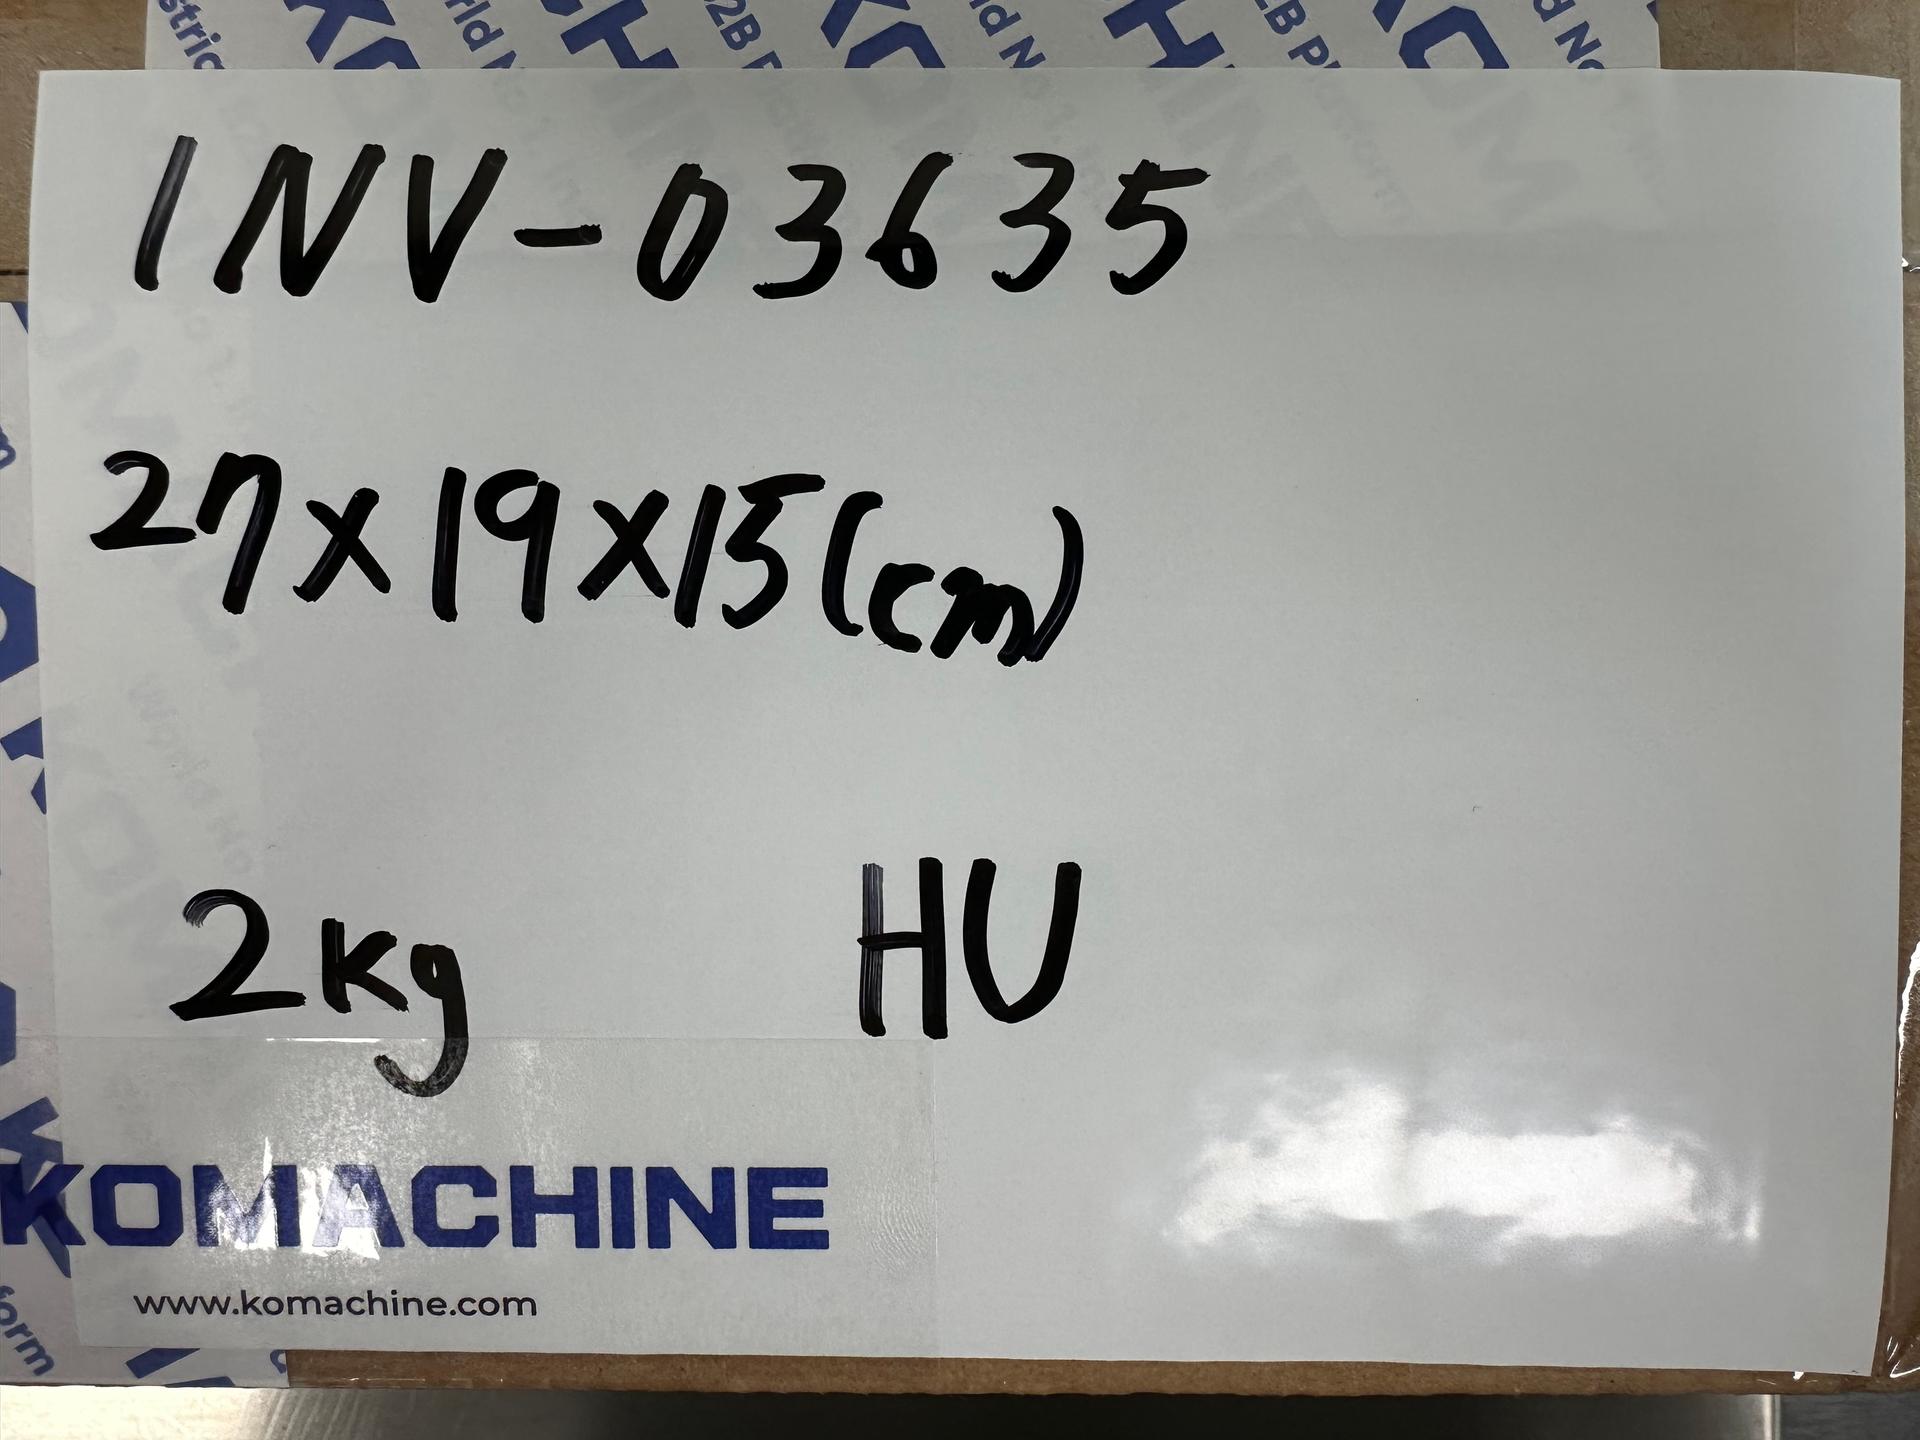 INV-03635
27x19x15(cm)
2kg HU
KOMACHINE
www.komachine.com